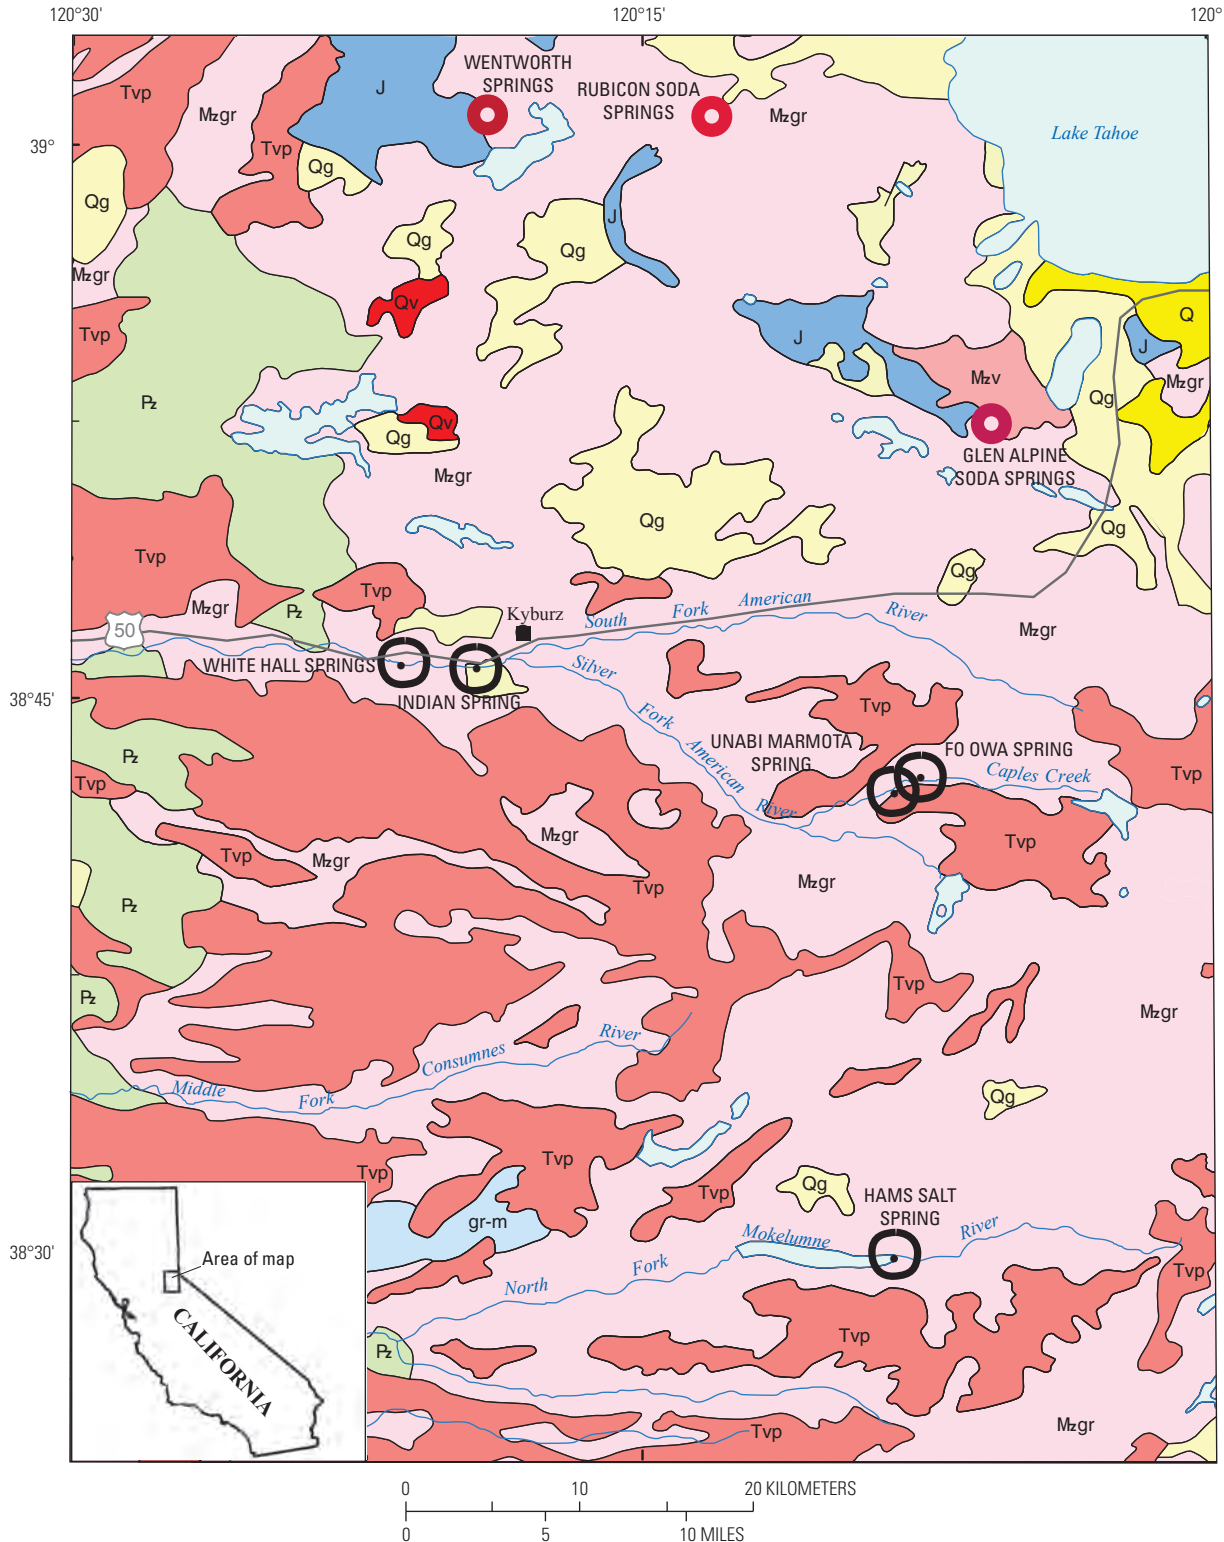 120°30'
120°15'
120°
WENTWORTH
SPRINGS
RUBICON SODA
SPRINGS
Tvp
J
Mzgr
Mzgr
Lake Tahoe
39°
Tvp
Qg
Qg
J
Qg
Qg
Mzgr
Qv
Q
Tvp
J
J
Mzv
Mzgr
Qg
Pz
Qv
Qg
GLEN ALPINE
SODA SPRINGS
Mzgr
Qg
Qg
Tvp
Qg
Tvp
Mzgr
Pz
Kyburz
South Fork American River
50
Mzgr
WHITE HALL SPRINGS
Silver Fork American River
38°45'
INDIAN SPRING
Tvp
UNABI MARMOTA
SPRING
FO OWA SPRING
Pz
Caples Creek
Tvp
Tvp
Mzgr
Tvp
Tvp
Mzgr
Mzgr
Tvp
Pz
Tvp
Pz
Mzgr
Consumnes River
Middle Fork
Qg
Tvp
Tvp
Qg
HAMS SALT
SPRING
Tvp
gr-m
Mokelumne River
38°30'
North Fork
Tvp
Area of map
CALIFORNIA
Tvp
Pz
Mzgr
Tvp
0 10 20 KILOMETERS
0 5 10 MILES